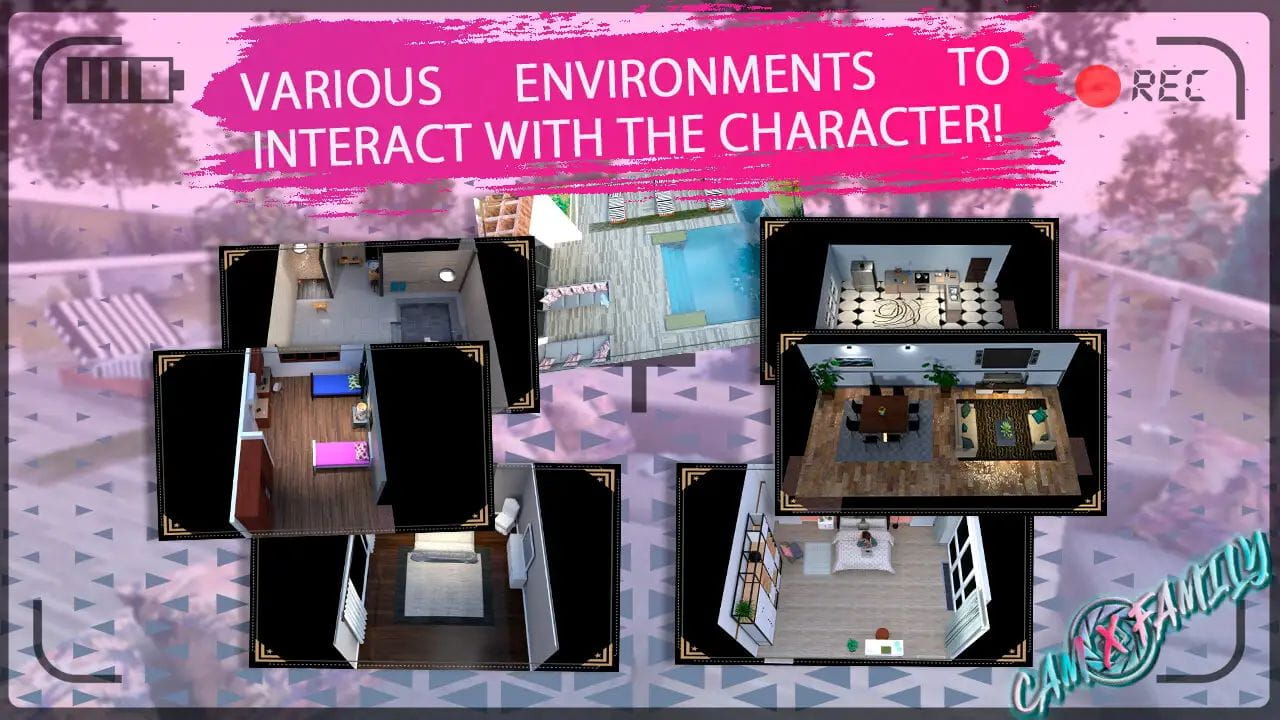 VARIOUS ENVIRONMENTS TO
INTERACT WITH THE CHARACTER!
REC
CAM X FAMILY